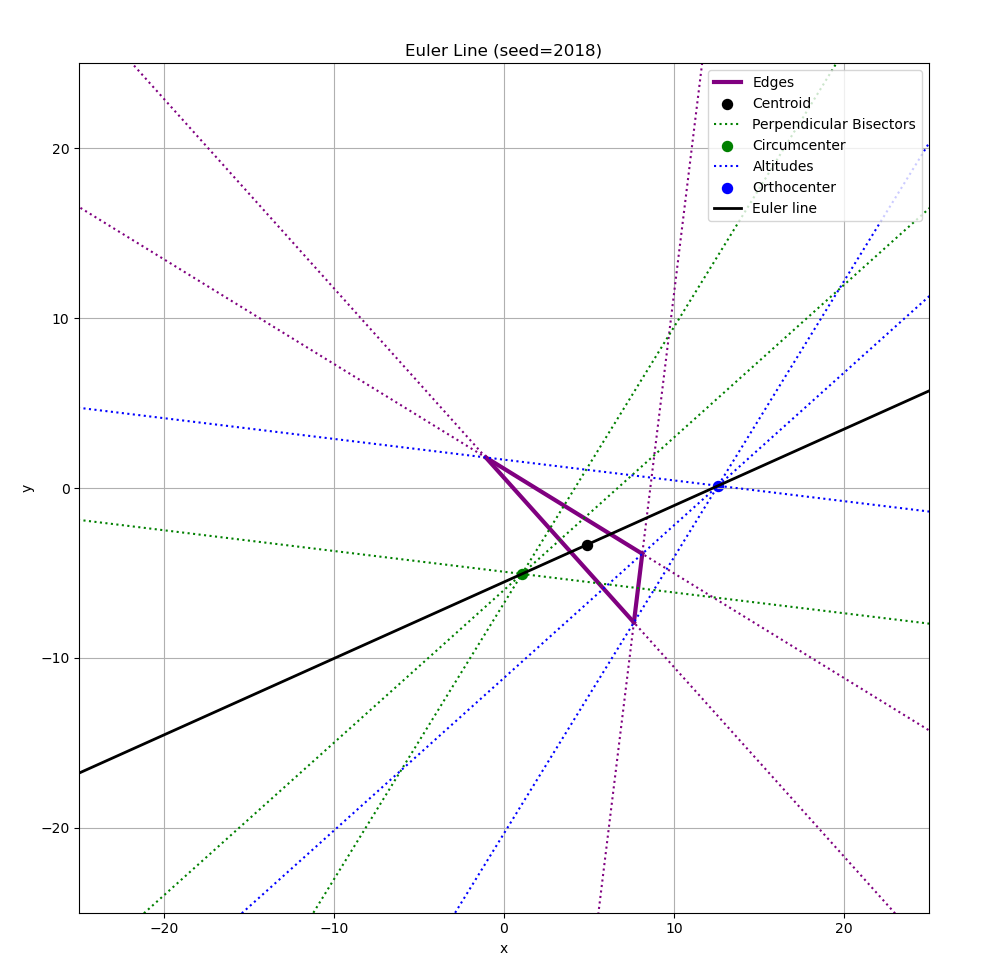 Euler Line (seed=2018)
Edges
Centroid
Perpendicular Bisectors
Circumcenter
Altitudes
Orthocenter
Euler line
20
10
0
−10
−20
y
−20 −10 0 10 20
x